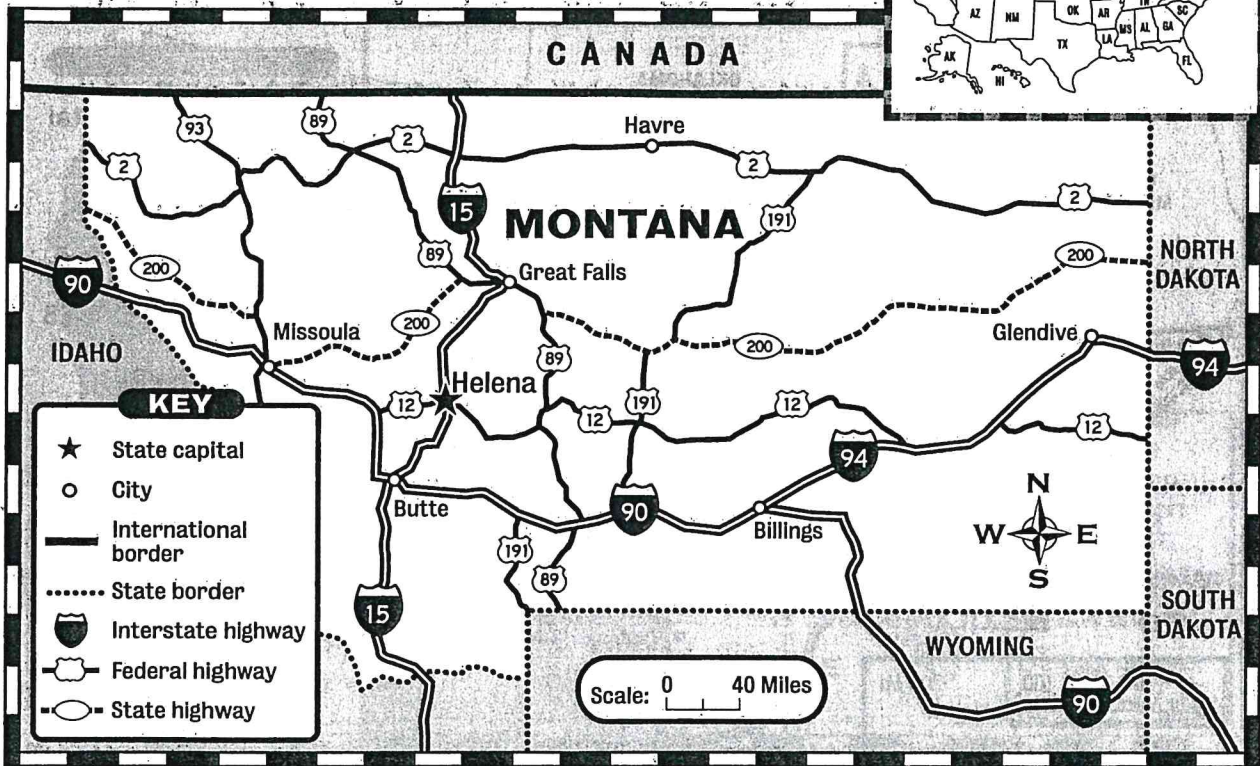 AZ
NM
OK
AR
TX
LA
MS
AL
GA
SC
FL
AK
HI
CANADA
93
89
2
2
Havre
2
2
15
MONTANA
191
89
Great Falls
200
200
90
NORTH
DAKOTA
IDAHO
Missoula
200
200
Glendive
94
89
Helena
12
12
191
12
12
94
Butte
90
Billings
N
W E
S
191
89
15
SOUTH
DAKOTA
WYOMING
90
Scale: 0 40 Miles
KEY
State capital
City
International
border
State border
Interstate highway
Federal highway
State highway